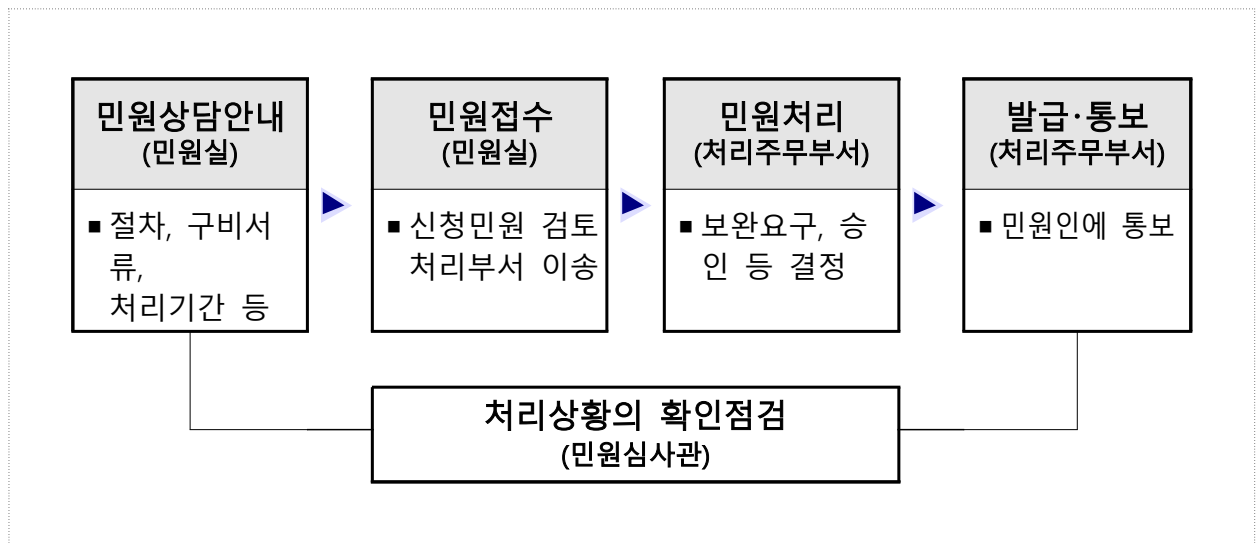 민원상담안내
(민원실)
■ 절차, 구비서
류,
처리기간 등
민원접수
(민원실)
■ 신청민원 검토
처리부서 이송
민원처리
(처리주무부서)
■ 보완요구, 승
인 등 결정
발급·통보
(처리주무부서)
■ 민원인에 통보
처리상황의 확인점검
(민원심사관)